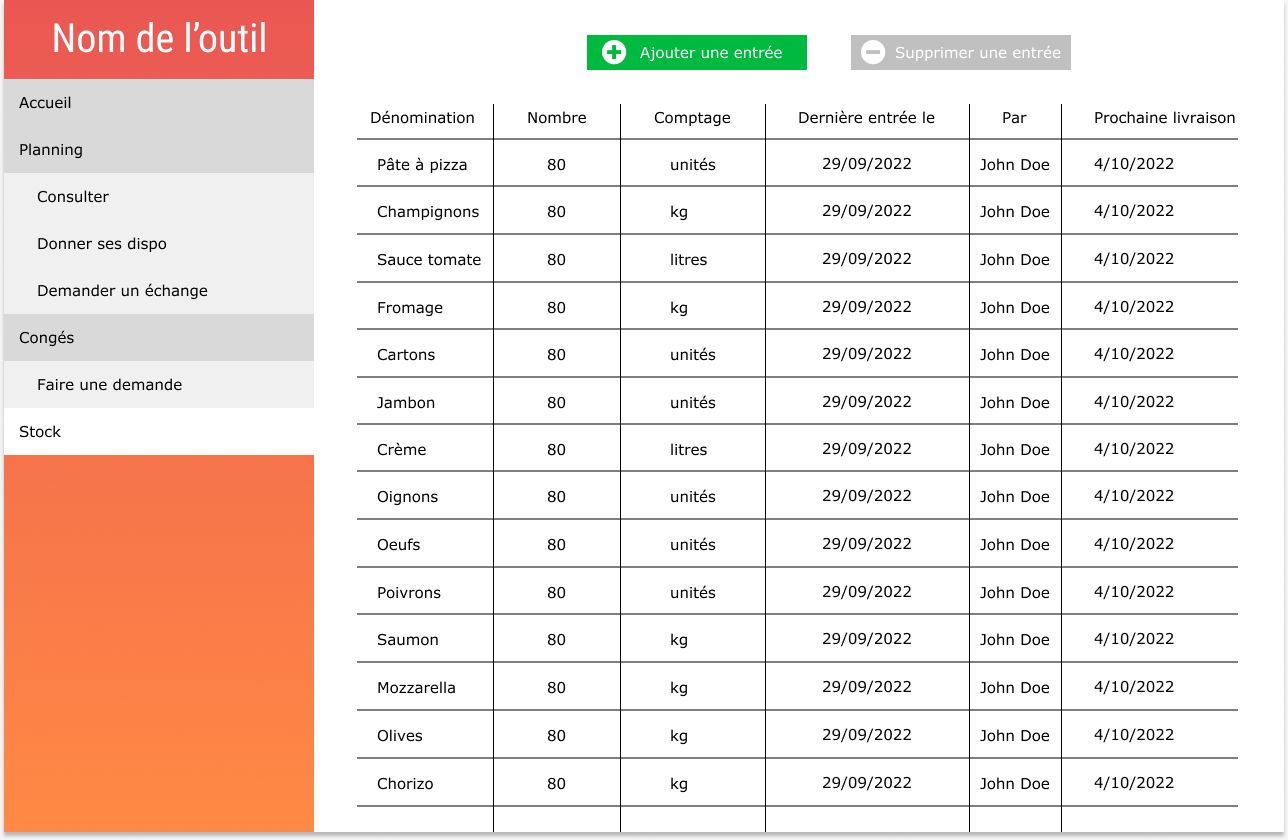 Nom de l’outil
Accueil
Planning
Consulter
Donner ses dispo
Demander un échange
Congés
Faire une demande
Stock
Ajouter une entrée Supprimer une entrée
Dénomination Nombre Comptage Dernière entrée le Par Prochaine livraison
Pâte à pizza 80 unités 29/09/2022 John Doe 4/10/2022
Champignons 80 kg 29/09/2022 John Doe 4/10/2022
Sauce tomate 80 litres 29/09/2022 John Doe 4/10/2022
Fromage 80 kg 29/09/2022 John Doe 4/10/2022
Cartons 80 unités 29/09/2022 John Doe 4/10/2022
Jambon 80 unités 29/09/2022 John Doe 4/10/2022
Crème 80 litres 29/09/2022 John Doe 4/10/2022
Oignons 80 unités 29/09/2022 John Doe 4/10/2022
Oeufs 80 unités 29/09/2022 John Doe 4/10/2022
Poivrons 80 unités 29/09/2022 John Doe 4/10/2022
Saumon 80 kg 29/09/2022 John Doe 4/10/2022
Mozzarella 80 kg 29/09/2022 John Doe 4/10/2022
Olives 80 kg 29/09/2022 John Doe 4/10/2022
Chorizo 80 kg 29/09/2022 John Doe 4/10/2022